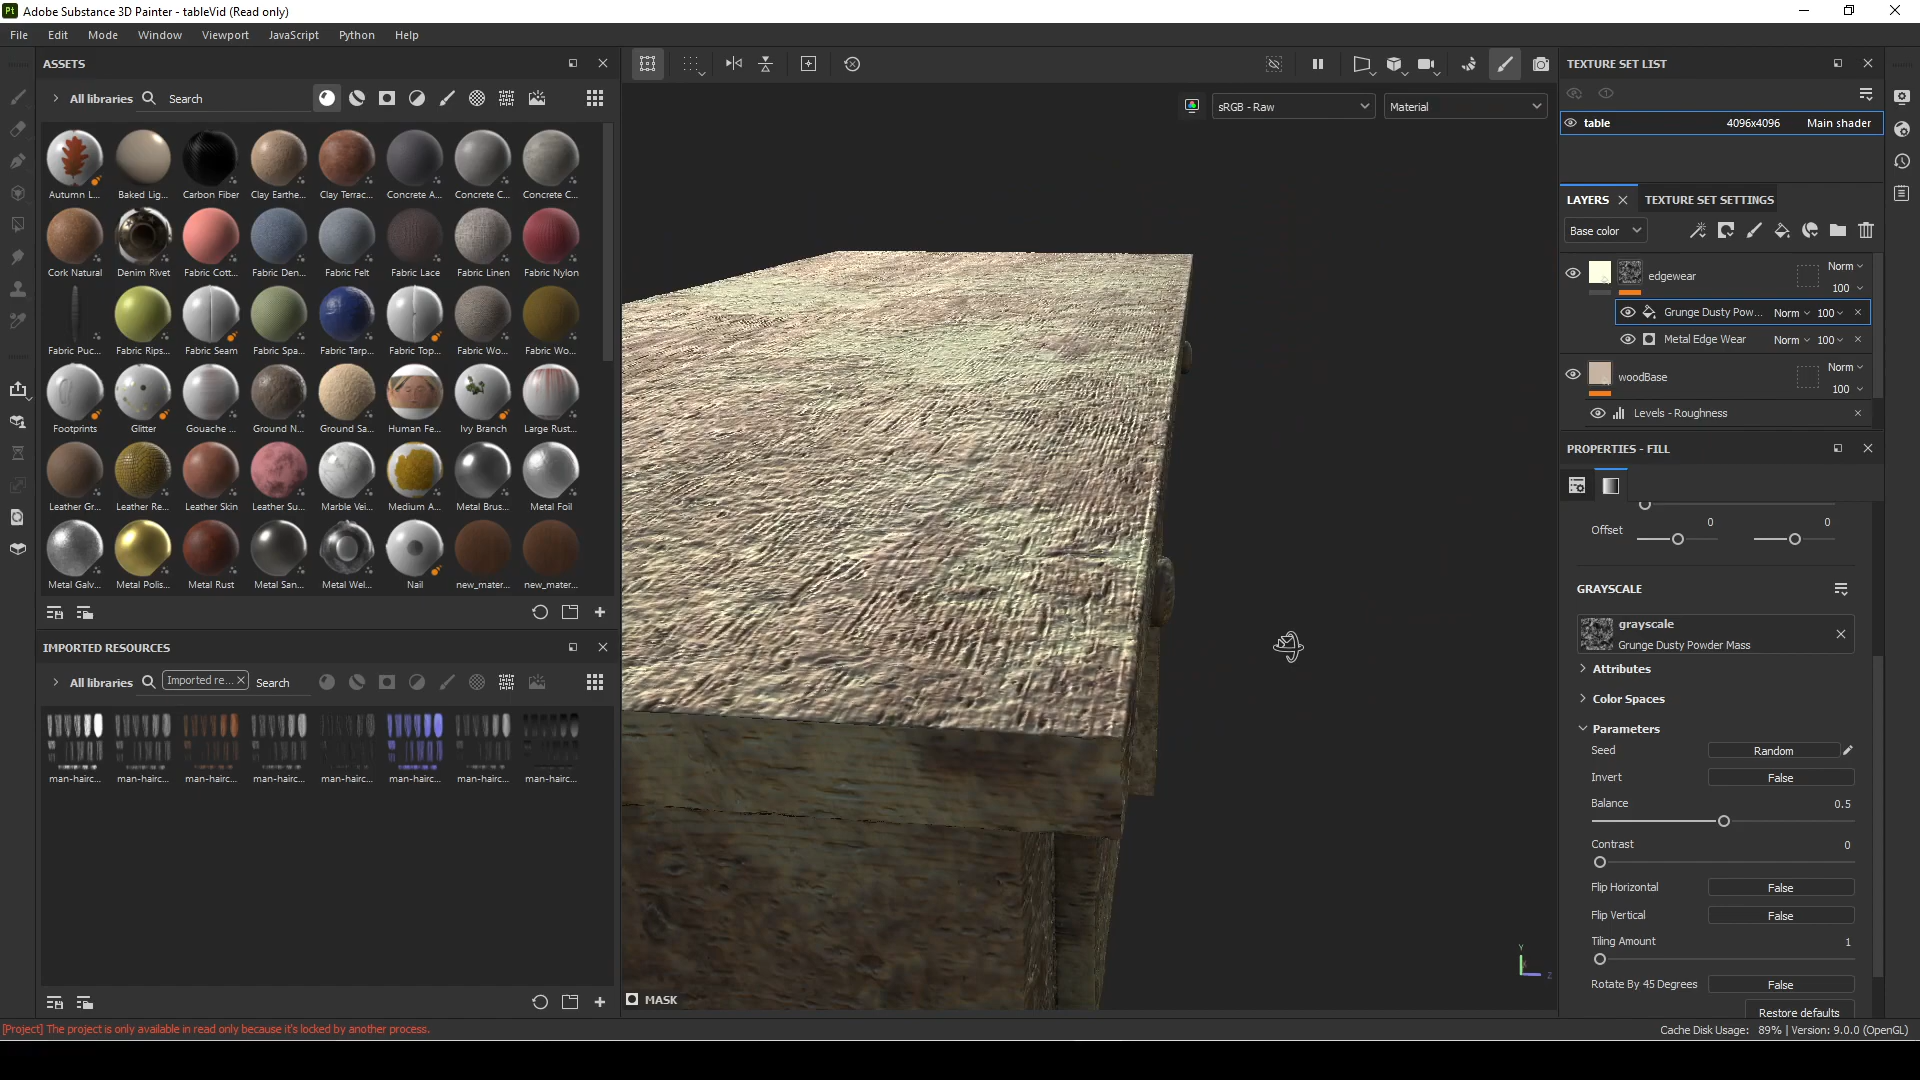 Pt Adobe Substance 3D Painter - tableVid (Read only)
File Edit Mode Window Viewport JavaScript Python Help
ASSETS
All libraries Search
Autumn L... Baked Lig... Carbon Fiber Clay Earthe... Clay Terrac... Concrete A... Concrete C... Concrete C...
Cork Natural Denim Rivet Fabric Cott... Fabric Den... Fabric Felt Fabric Lace Fabric Linen Fabric Nylon
Fabric Puc... Fabric Rips... Fabric Seam Fabric Spa... Fabric Tarp... Fabric Top... Fabric Wo... Fabric Wo...
Footprints Glitter Gouache ... Ground N... Ground Sa... Human Fe... Ivy Branch Large Rust...
Leather Gr... Leather Re... Leather Skin Leather Su... Marble Vei... Medium A... Metal Brus... Metal Foil
Metal Galv... Metal Polis... Metal Rust Metal San... Metal Wel... Nail new_mater... new_mater...
IMPORTED RESOURCES
All libraries Imported re... Search
man-hairc... man-hairc... man-hairc... man-hairc... man-hairc... man-hairc... man-hairc... man-hairc...
sRGB - Raw Material
Y
Z
MASK
TEXTURE SET LIST
table 4096x4096 Main shader
LAYERS TEXTURE SET SETTINGS
Base color
edgewear Norm
100
Grunge Dusty Pow... Norm 100
Metal Edge Wear Norm 100
woodBase Norm
100
Levels - Roughness
PROPERTIES - FILL
0 0
Offset
GRAYSCALE
grayscale
Grunge Dusty Powder Mass
Attributes
Color Spaces
Parameters
Seed Random
Invert False
Balance 0.5
Contrast 0
Flip Horizontal False
Flip Vertical False
Tiling Amount 1
Rotate By 45 Degrees False
Restore defaults
[Project] The project is only available in read only because it's locked by another process.
Cache Disk Usage: 89% | Version: 9.0.0 (OpenGL)